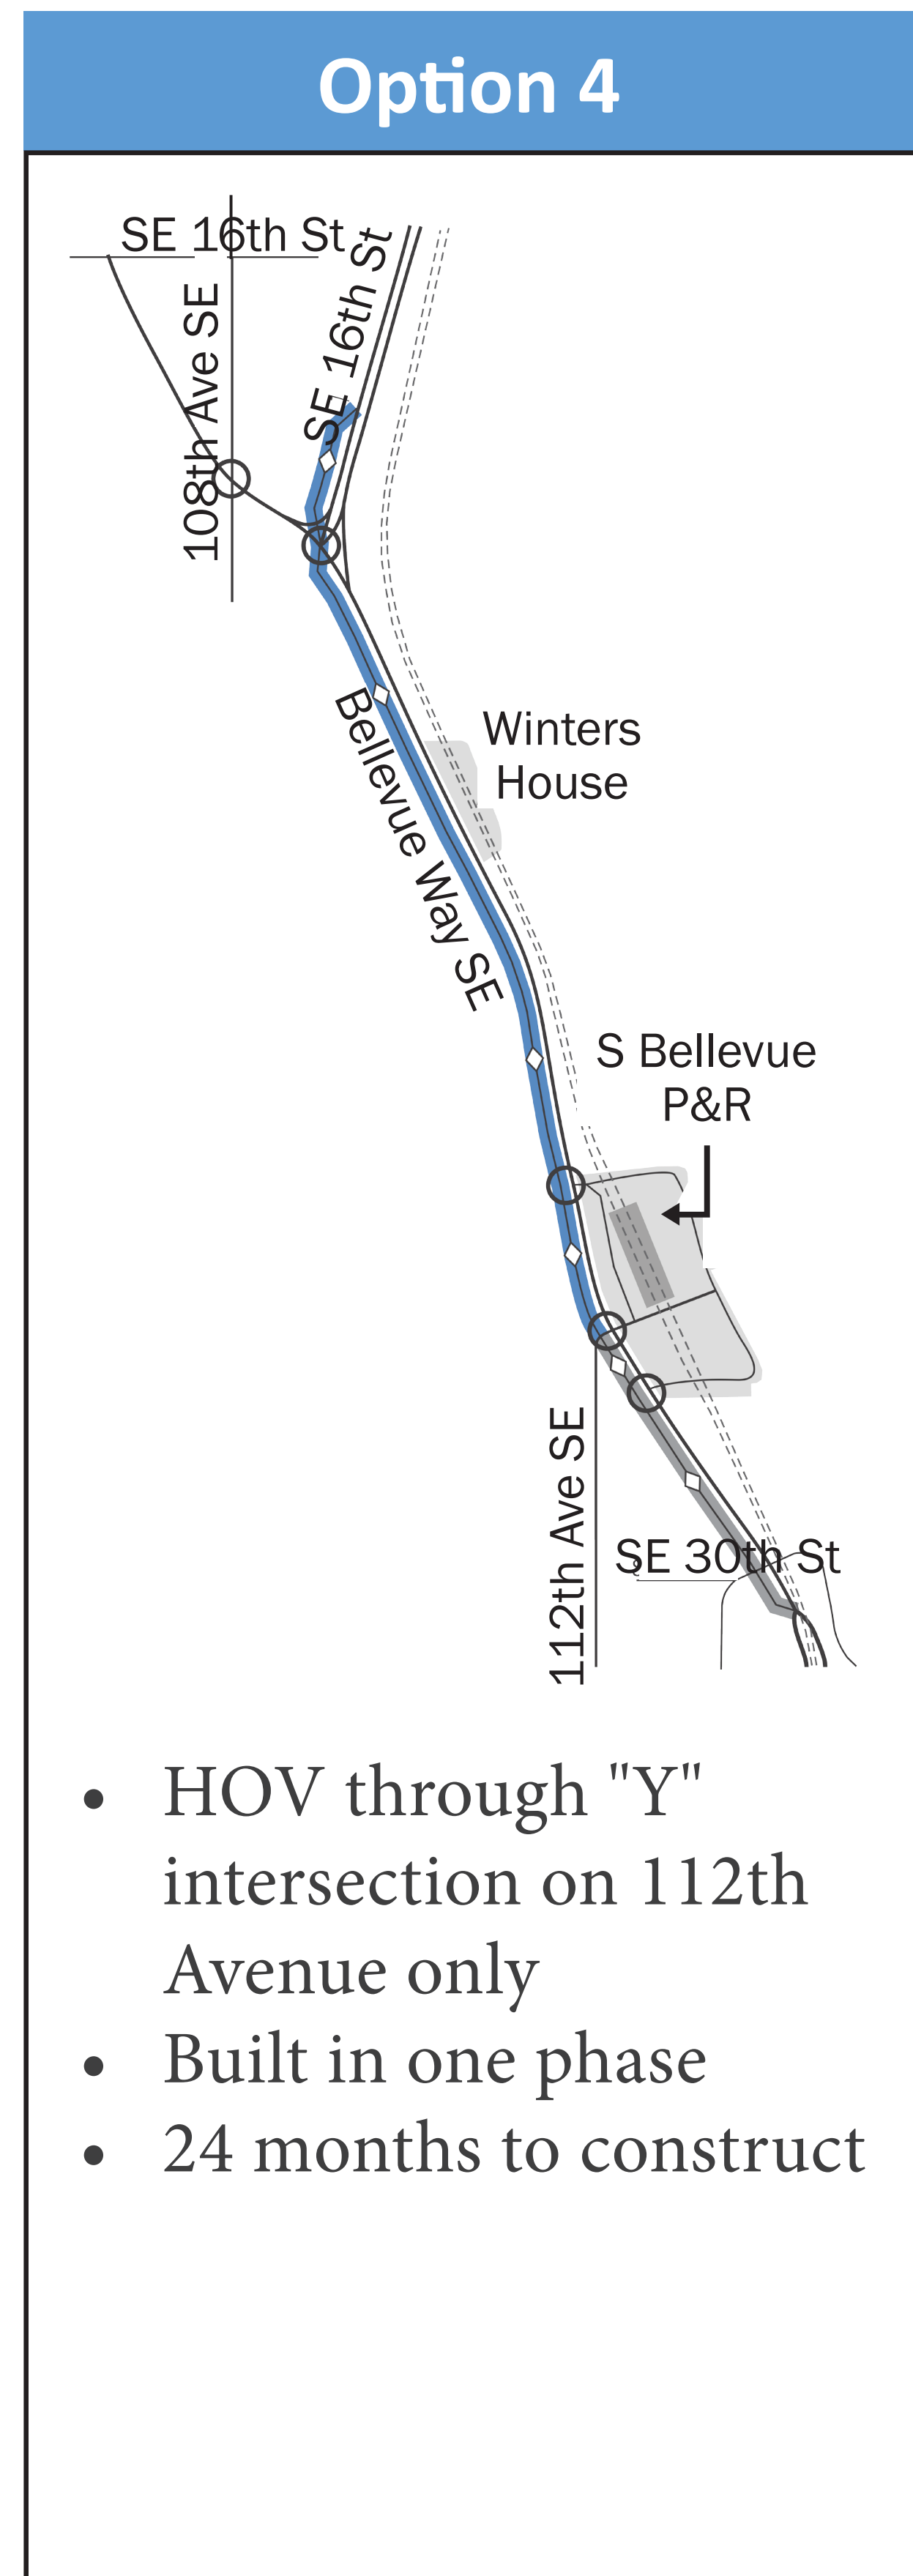 Option 4
SE 16th St
SE 16th St
108th Ave SE
Winters
House
Bellevue Way SE
S Bellevue
P&R
112th Ave SE
SE 30th St
• HOV through "Y"
intersection on 112th
Avenue only
• Built in one phase
• 24 months to construct